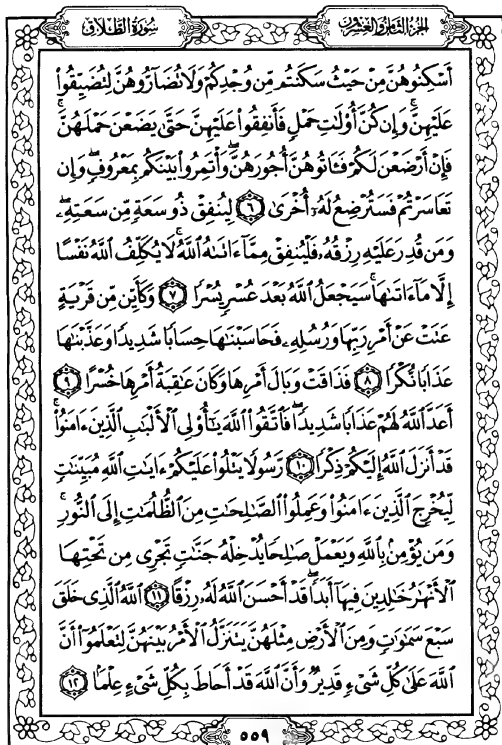 الجزء الثامن والعشرون
سورة الطلاق
أَسْكِنُوهُنَّ مِنْ حَيْثُ سَكَنتُم مِّن وُجْدِكُمْ وَلَا تُضَآرُّوهُنَّ لِتُضَيِّقُوا۟
عَلَيْهِنَّ ۚ وَإِن كُنَّ أُو۟لَٰتِ حَمْلٍ فَأَنفِقُوا۟ عَلَيْهِنَّ حَتَّىٰ يَضَعْنَ حَمْلَهُنَّ ۚ
فَإِنْ أَرْضَعْنَ لَكُمْ فَـَٔاتُوهُنَّ أُجُورَهُنَّ ۖ وَأْتَمِرُوا۟ بَيْنَكُم بِمَعْرُوفٍ ۖ وَإِن
تَعَاسَرْتُمْ فَسَتُرْضِعُ لَهُۥٓ أُخْرَىٰ ٦ لِيُنفِقْ ذُو سَعَةٍ مِّن سَعَتِهِۦ ۖ
وَمَن قُدِرَ عَلَيْهِ رِزْقُهُۥ فَلْيُنفِقْ مِمَّآ ءَاتَىٰهُ ٱللَّهُ ۚ لَا يُكَلِّفُ ٱللَّهُ نَفْسًا
إِلَّا مَآ ءَاتَىٰهَا ۚ سَيَجْعَلُ ٱللَّهُ بَعْدَ عُسْرٍ يُسْرًا ٧ وَكَأَيِّن مِّن قَرْيَةٍ
عَتَتْ عَنْ أَمْرِ رَبِّهَا وَرُسُلِهِۦ فَحَاسَبْنَٰهَا حِسَابًا شَدِيدًا وَعَذَّبْنَٰهَا
عَذَابًا نُّكْرًا ٨ فَذَاقَتْ وَبَالَ أَمْرِهَا وَكَانَ عَٰقِبَةُ أَمْرِهَا خُسْرًا ٩
أَعَدَّ ٱللَّهُ لَهُمْ عَذَابًا شَدِيدًا ۖ فَٱتَّقُوا۟ ٱللَّهَ يَٰٓأُو۟لِى ٱلْأَلْبَٰبِ ٱلَّذِينَ ءَامَنُوا۟ ۚ
قَدْ أَنزَلَ ٱللَّهُ إِلَيْكُمْ ذِكْرًا ١٠ رَّسُولًا يَتْلُوا۟ عَلَيْكُمْ ءَايَٰتِ ٱللَّهِ مُبَيِّنَٰتٍ
لِّيُخْرِجَ ٱلَّذِينَ ءَامَنُوا۟ وَعَمِلُوا۟ ٱلصَّٰلِحَٰتِ مِنَ ٱلظُّلُمَٰتِ إِلَى ٱلنُّورِ ۚ
وَمَن يُؤْمِنۢ بِٱللَّهِ وَيَعْمَلْ صَٰلِحًا يُدْخِلْهُ جَنَّٰتٍ تَجْرِى مِن تَحْتِهَا
ٱلْأَنْهَٰرُ خَٰلِدِينَ فِيهَآ أَبَدًا ۖ قَدْ أَحْسَنَ ٱللَّهُ لَهُۥ رِزْقًا ١١ ٱللَّهُ ٱلَّذِى خَلَقَ
سَبْعَ سَمَٰوَٰتٍ وَمِنَ ٱلْأَرْضِ مِثْلَهُنَّ يَتَنَزَّلُ ٱلْأَمْرُ بَيْنَهُنَّ لِتَعْلَمُوٓا۟ أَنَّ
ٱللَّهَ عَلَىٰ كُلِّ شَىْءٍ قَدِيرٌ وَأَنَّ ٱللَّهَ قَدْ أَحَاطَ بِكُلِّ شَىْءٍ عِلْمًۢا ١٢
٥٥٩